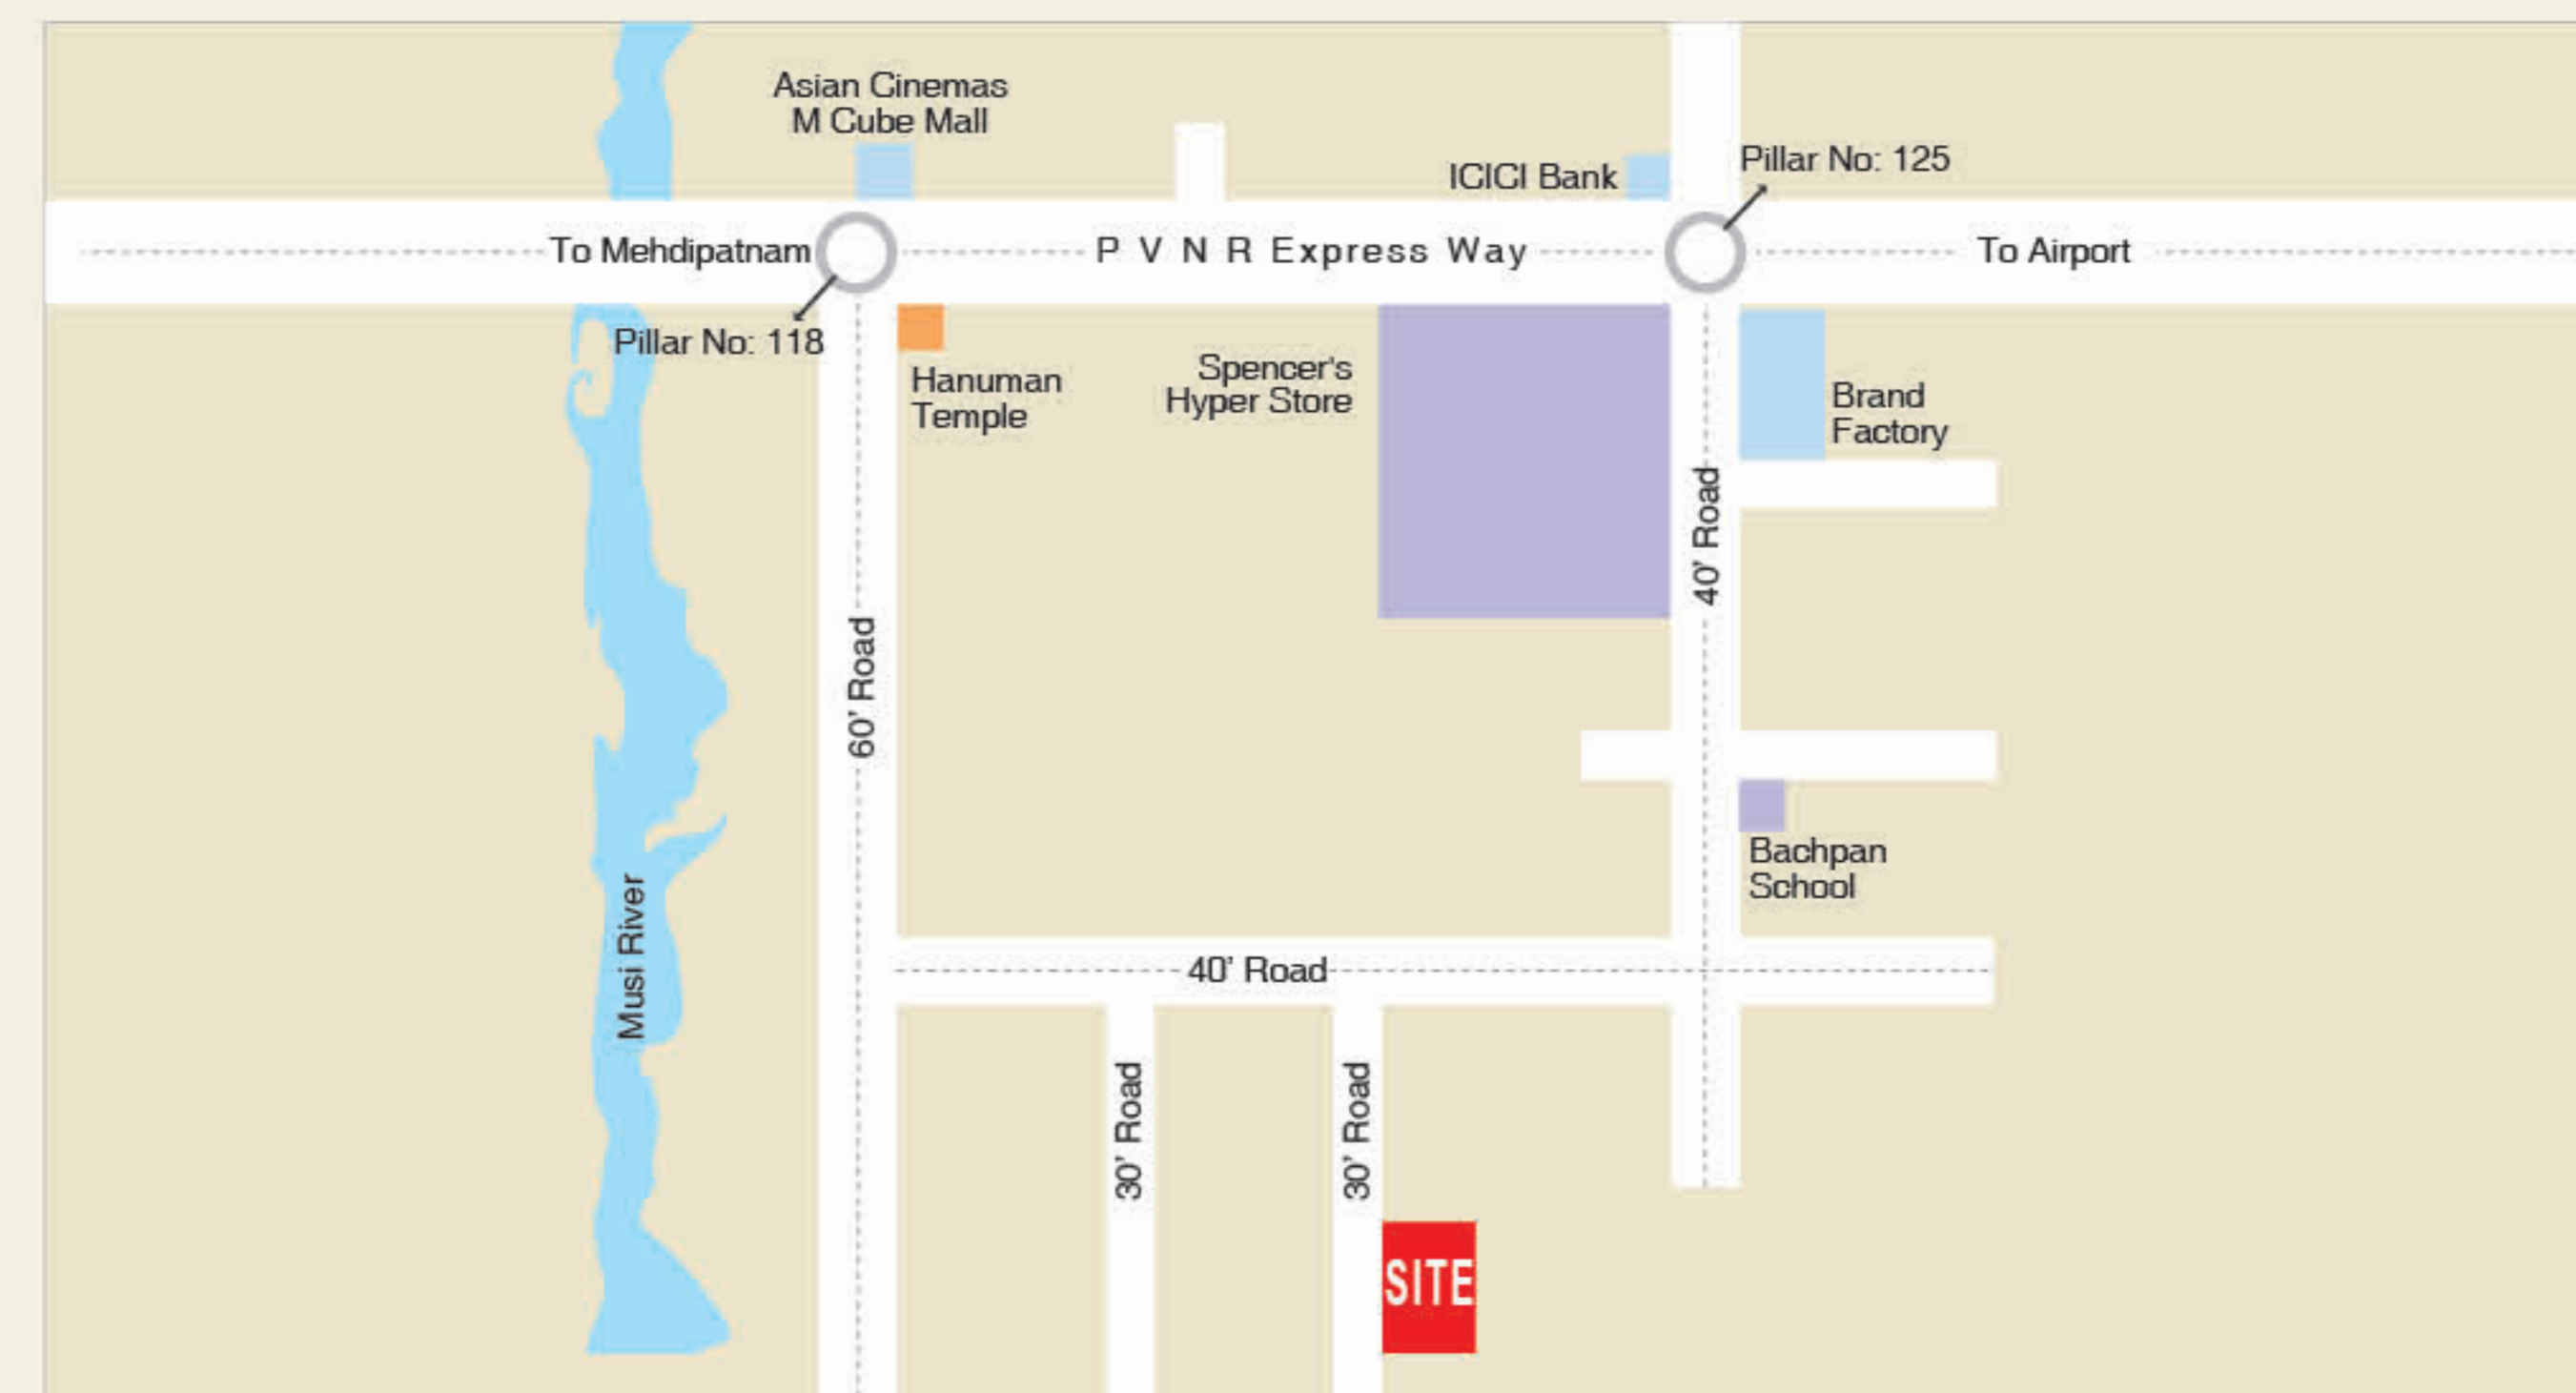 Asian Cinemas
M Cube Mall
ICICI Bank
Pillar No: 125
To Mehdipatnam
P V N R Express Way
To Airport
Pillar No: 118
Hanuman
Temple
Spencer's
Hyper Store
Brand
Factory
40' Road
60' Road
Bachpan
School
Musi River
40' Road
30' Road
30' Road
SITE